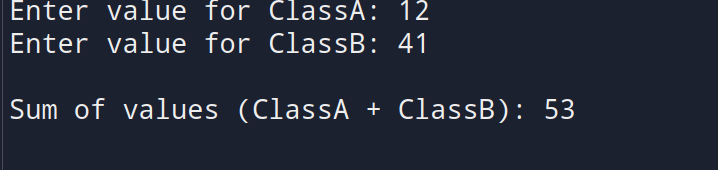 Enter value for ClassA: 12
Enter value for ClassB: 41
Sum of values (ClassA + ClassB): 53